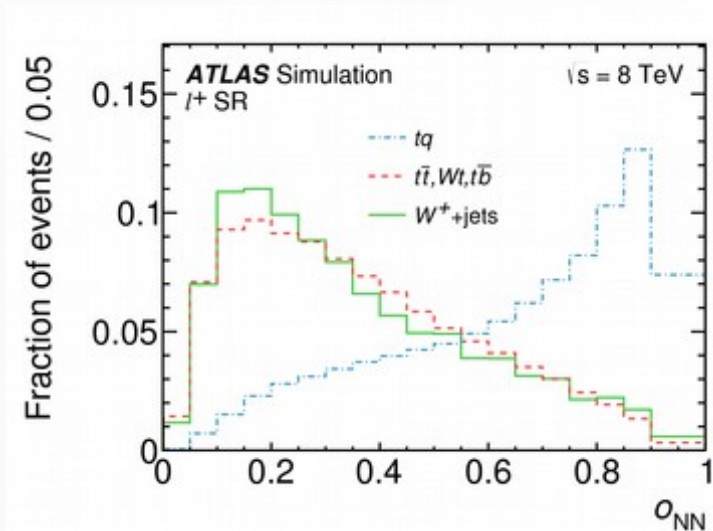 Fraction of events / 0.05
ATLAS Simulation
√s = 8 TeV
l⁺ SR
tq
tt̅,Wt,tb̅
W⁺+jets
0.15
0.1
0.05
0
0 0.2 0.4 0.6 0.8 1
o_NN